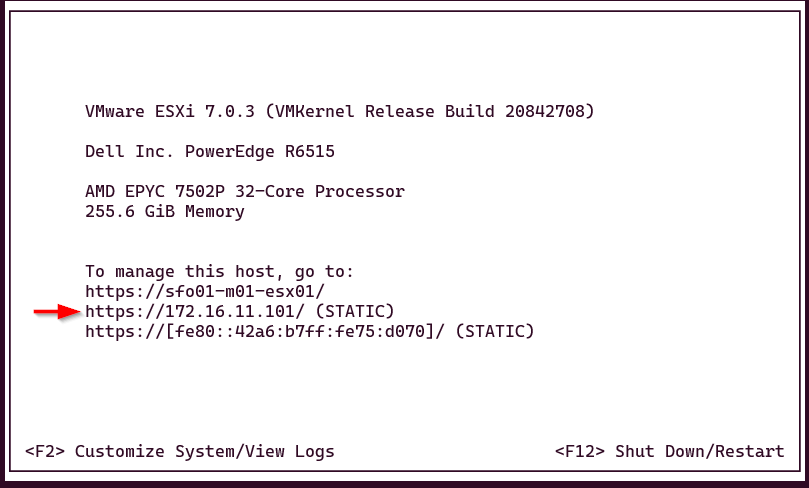 VMware ESXi 7.0.3 (VMKernel Release Build 20842708)
Dell Inc. PowerEdge R6515
AMD EPYC 7502P 32-Core Processor
255.6 GiB Memory
To manage this host, go to:
https://sfo01-m01-esx01/
https://172.16.11.101/ (STATIC)
https://[fe80::42a6:b7ff:fe75:d070]/ (STATIC)
<F2> Customize System/View Logs
<F12> Shut Down/Restart